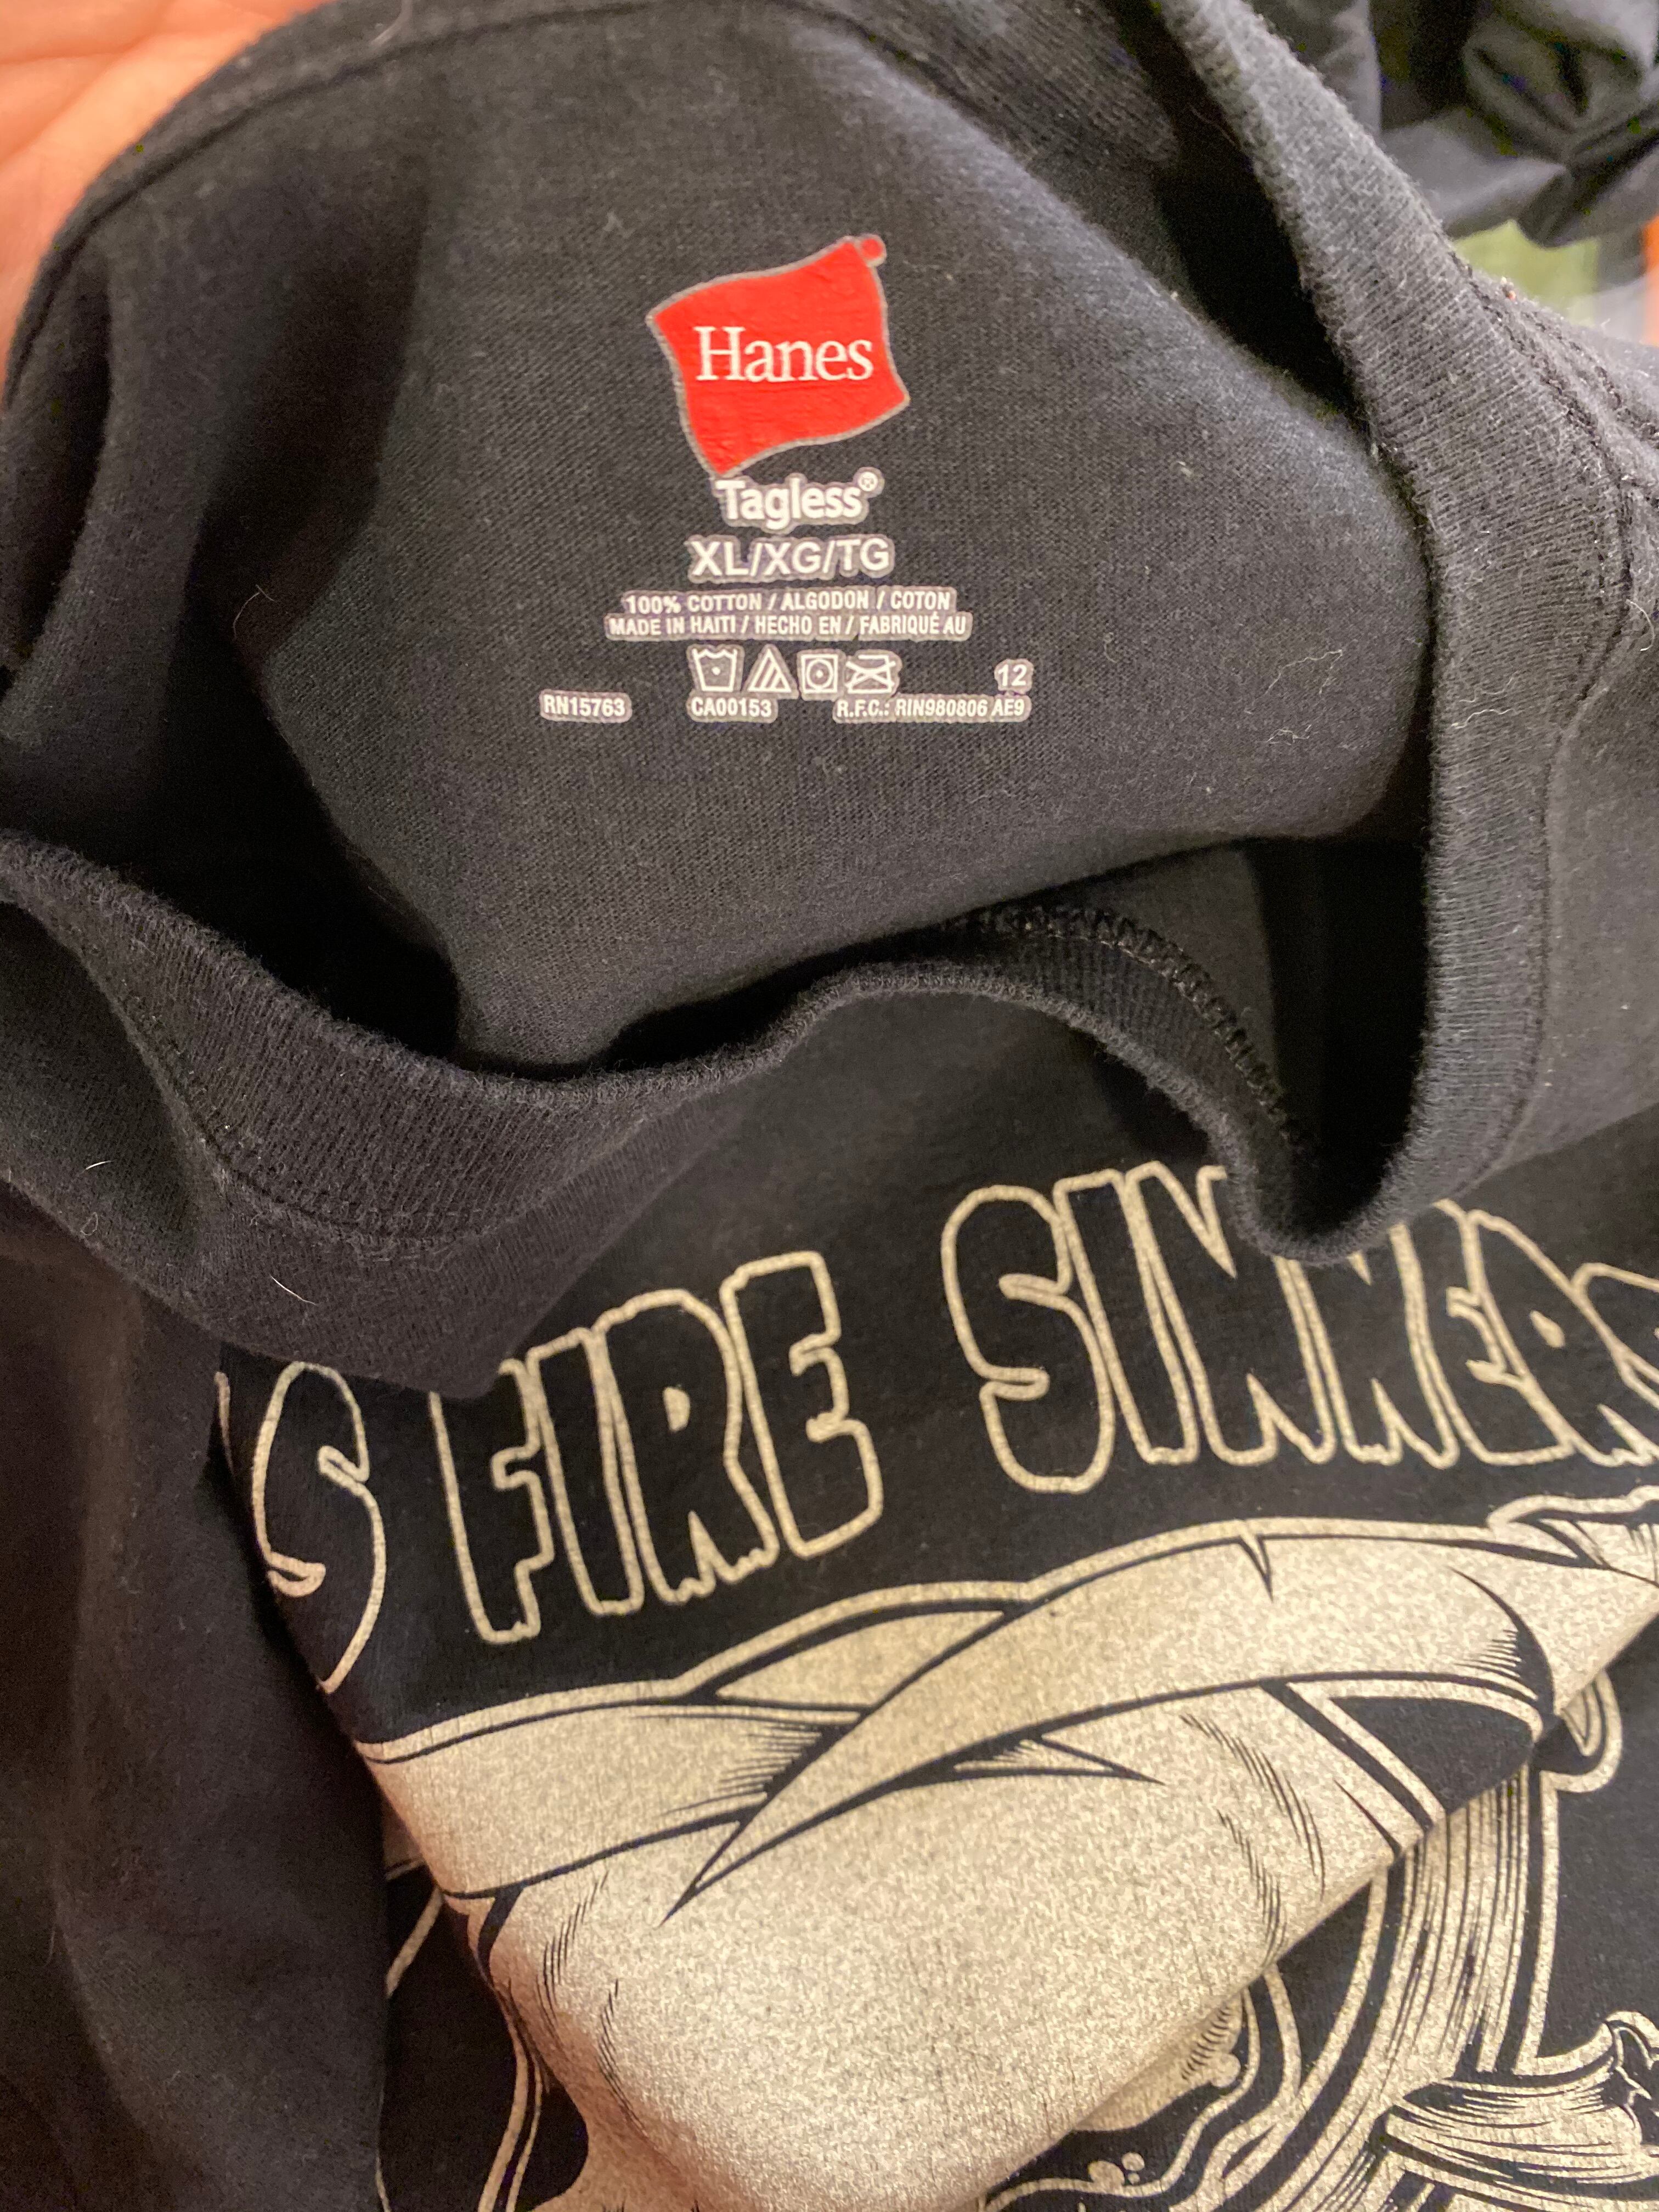 Hanes
Tagless®
XL/XG/TG
100% COTTON / ALGODON / COTON
MADE IN HAITI / HECHO EN / FABRIQUÉ AU
12
RN15763 CA00153 R.F.C.: RIN980806 AE9
S FIRE SINNERS